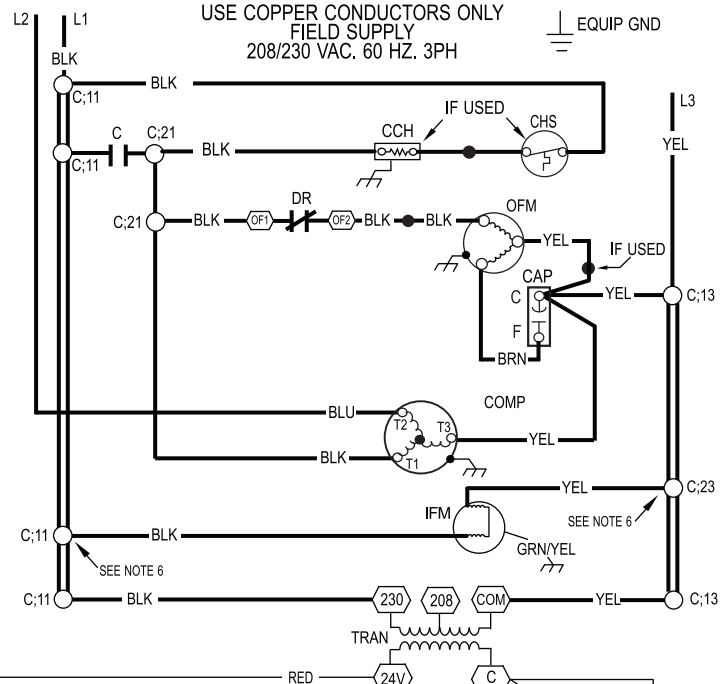 L2
L1
USE COPPER CONDUCTORS ONLY
FIELD SUPPLY
208/230 VAC. 60 HZ. 3PH
EQUIP GND
BLK
C;11
BLK
IF USED
L3
C;11
C
C;21
BLK
CCH
CHS
YEL
C;21
BLK
OF1
DR
OF2
BLK
BLK
OFM
YEL
IF USED
CAP
C
YEL
C;13
F
BRN
COMP
BLU
T2
T3
YEL
BLK
T1
YEL
C;23
IFM
SEE NOTE 6
C;11
BLK
GRN/YEL
SEE NOTE 6
C;11
BLK
230
208
COM
YEL
C;13
TRAN
RED
24V
C